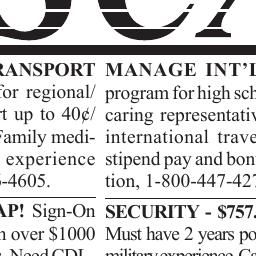 SCA
RANSPORT
for regional/
rt up to 40¢/
Family medi-
experience
-4605.
AP! Sign-On
n over $1000
s. Need CDL
MANAGE INT'L
program for high sch
caring representativ
international trave
stipend pay and bon
tion, 1-800-447-427
SECURITY - $757.
Must have 2 years po
military experience. Ca